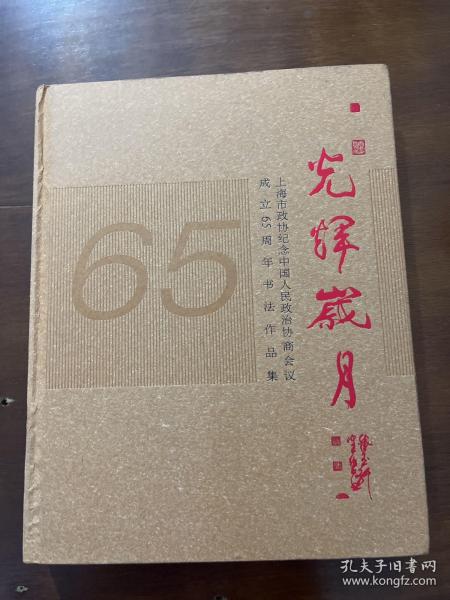 光辉岁月
上海市政协纪念中国人民政治协商会议
成立65周年书法作品集
65
孔夫子旧书网
www.kongfz.com